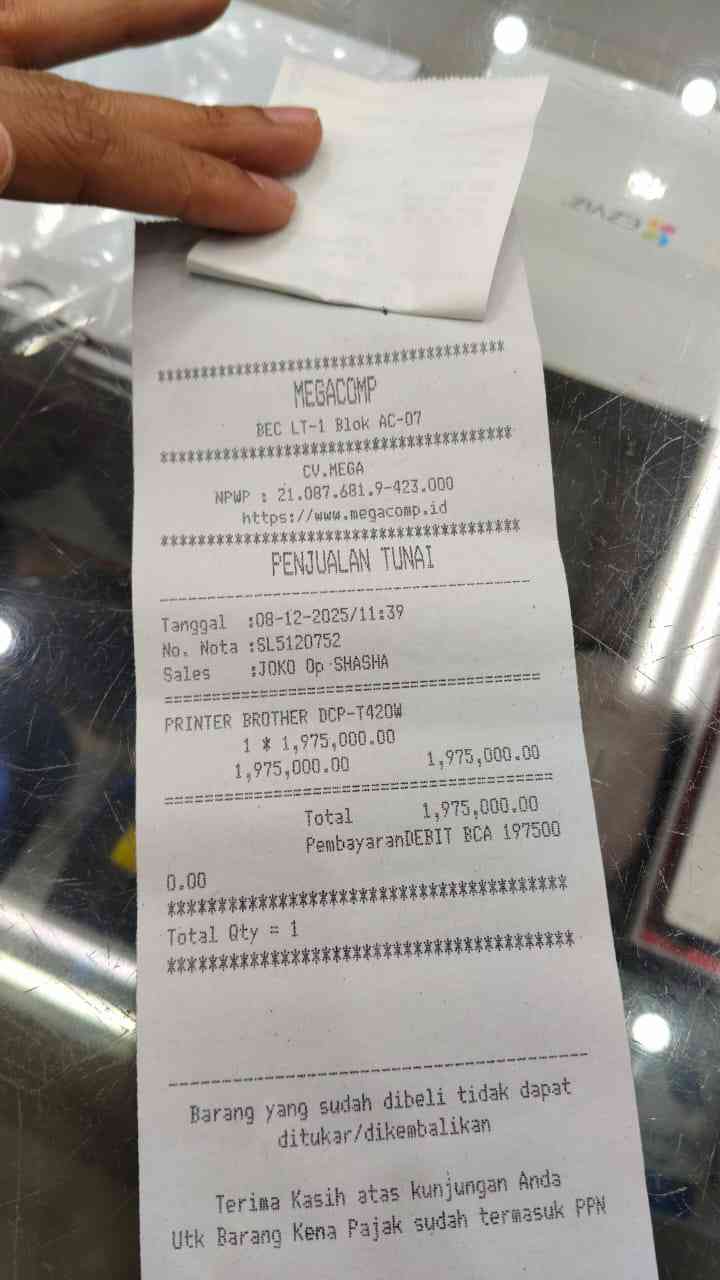 EZVIZ
****************************************
MEGACOMP
BEC LT-1 Blok AC-07
****************************************
CV.MEGA
NPWP : 21.087.681.9-423.000
https://www.megacomp.id
****************************************
PENJUALAN TUNAI
----------------------------------------
Tanggal :08-12-2025/11:39
No. Nota :SL5120752
Sales :JOKO Op SHASHA
========================================
PRINTER BROTHER DCP-T420W
1 * 1,975,000.00
1,975,000.00 1,975,000.00
========================================
Total 1,975,000.00
PembayaranDEBIT BCA 197500
0.00
****************************************
Total Qty = 1
****************************************
----------------------------------------
Barang yang sudah dibeli tidak dapat
ditukar/dikembalikan
Terima Kasih atas kunjungan Anda
Utk Barang Kena Pajak sudah termasuk PPN